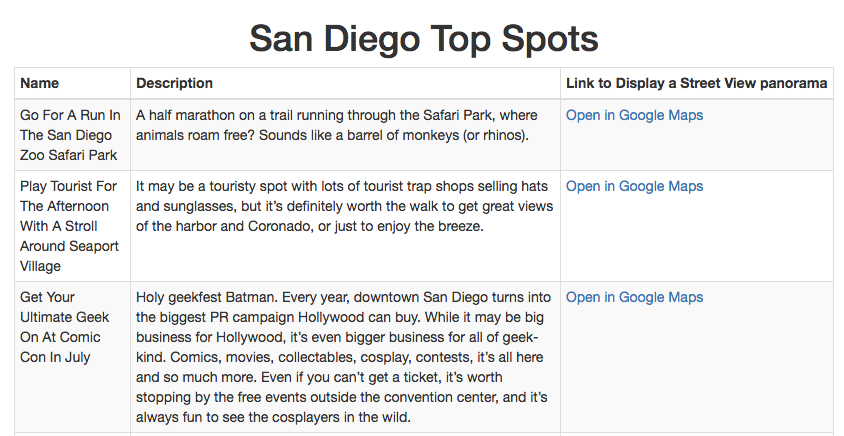 San Diego Top Spots
Name
Description
Link to Display a Street View panorama
Go For A Run In
The San Diego
Zoo Safari Park
A half marathon on a trail running through the Safari Park, where
animals roam free? Sounds like a barrel of monkeys (or rhinos).
Open in Google Maps
Play Tourist For
The Afternoon
With A Stroll
Around Seaport
Village
It may be a touristy spot with lots of tourist trap shops selling hats
and sunglasses, but it’s definitely worth the walk to get great views
of the harbor and Coronado, or just to enjoy the breeze.
Open in Google Maps
Get Your
Ultimate Geek
On At Comic
Con In July
Holy geekfest Batman. Every year, downtown San Diego turns into
the biggest PR campaign Hollywood can buy. While it may be big
business for Hollywood, it’s even bigger business for all of geek-
kind. Comics, movies, collectables, cosplay, contests, it’s all here
and so much more. Even if you can’t get a ticket, it’s worth
stopping by the free events outside the convention center, and it’s
always fun to see the cosplayers in the wild.
Open in Google Maps